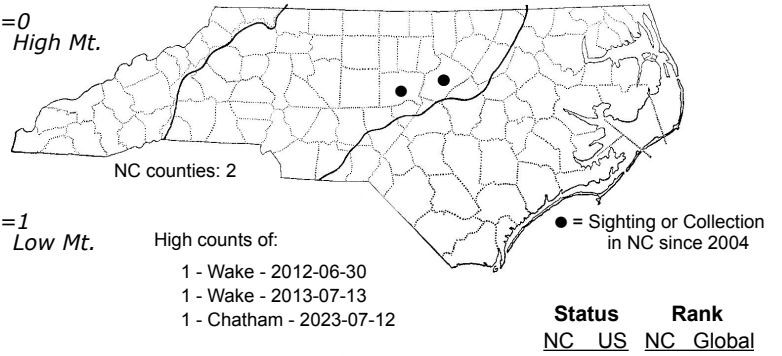 =0
High Mt.
NC counties: 2
=1
Low Mt.
High counts of:
1 - Wake - 2012-06-30
1 - Wake - 2013-07-13
1 - Chatham - 2023-07-12
● = Sighting or Collection
in NC since 2004
Status Rank
NC US NC Global